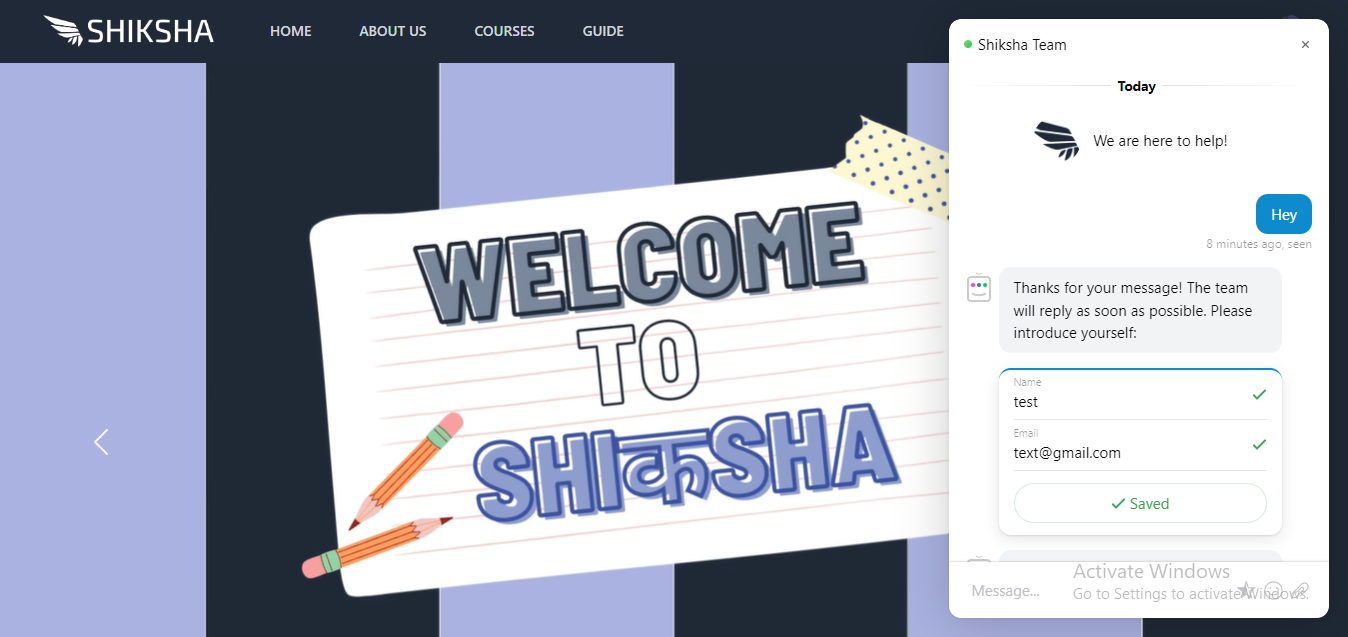 SHIKSHA
HOME
ABOUT US
COURSES
GUIDE
WELCOME
TO
SHIकSHA
Shiksha Team
×
Today
We are here to help!
Hey
8 minutes ago, seen
Thanks for your message! The team
will reply as soon as possible. Please
introduce yourself:
Name
test
Email
text@gmail.com
Saved
Message...
Activate Windows
Go to Settings to activate Windows.